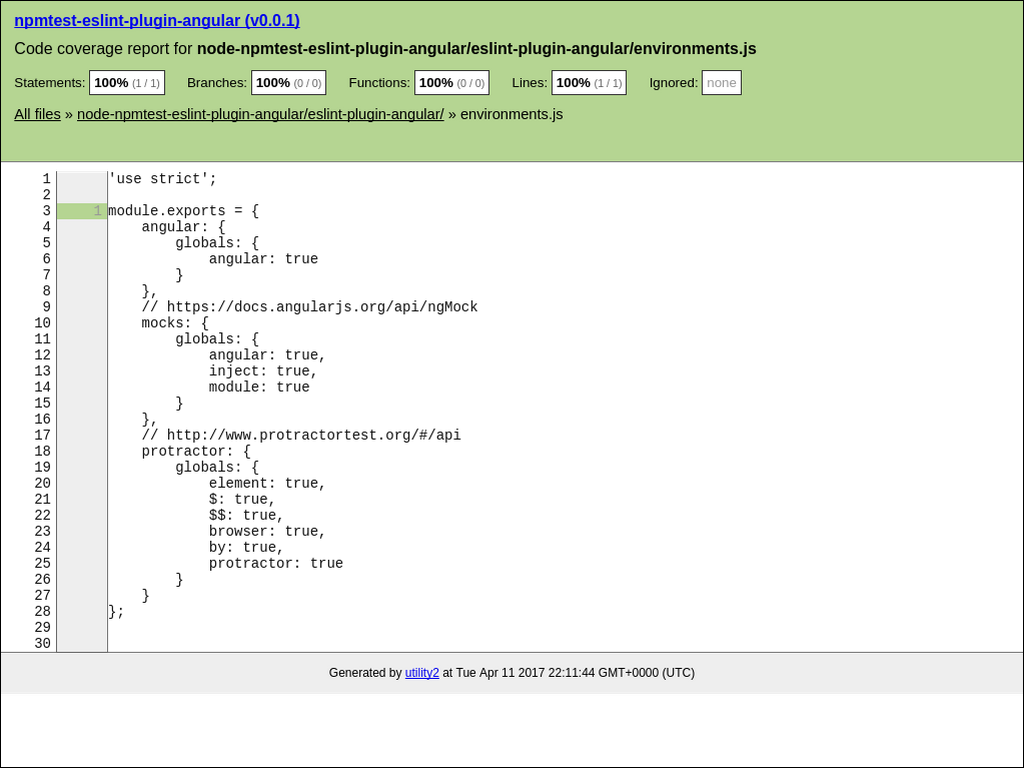 npmtest-eslint-plugin-angular (v0.0.1)
Code coverage report for node-npmtest-eslint-plugin-angular/eslint-plugin-angular/environments.js
Statements: 100% (1 / 1) Branches: 100% (0 / 0) Functions: 100% (0 / 0) Lines: 100% (1 / 1) Ignored: none
All files » node-npmtest-eslint-plugin-angular/eslint-plugin-angular/ » environments.js
1 'use strict';
2
3 1 module.exports = {
4     angular: {
5         globals: {
6             angular: true
7         }
8     },
9     // https://docs.angularjs.org/api/ngMock
10     mocks: {
11         globals: {
12             angular: true,
13             inject: true,
14             module: true
15         }
16     },
17     // http://www.protractortest.org/#/api
18     protractor: {
19         globals: {
20             element: true,
21             $: true,
22             $$: true,
23             browser: true,
24             by: true,
25             protractor: true
26         }
27     }
28 };
29
30
Generated by utility2 at Tue Apr 11 2017 22:11:44 GMT+0000 (UTC)